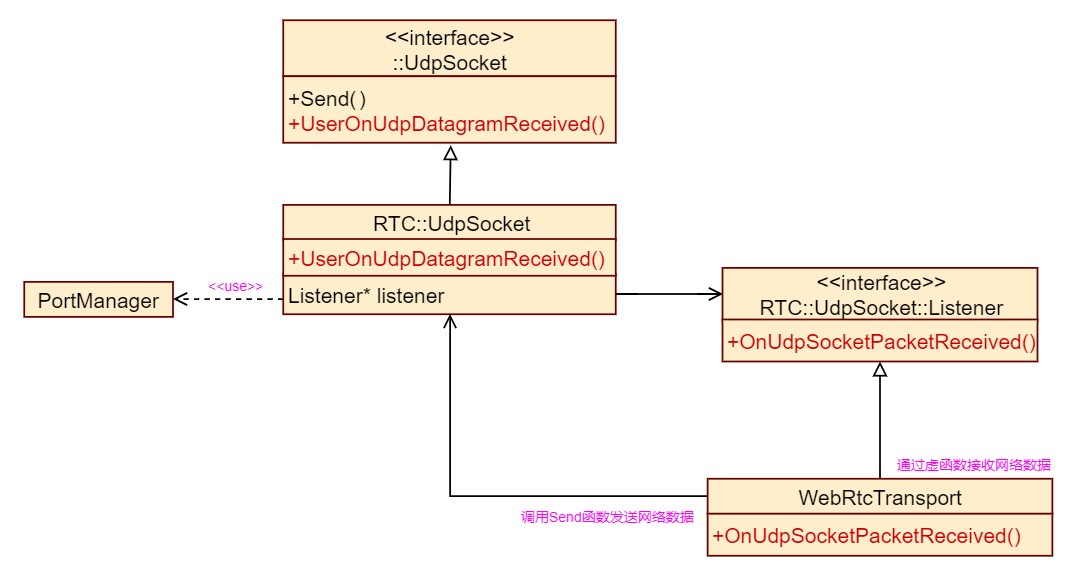 <<interface>>
::UdpSocket
+Send()
+UserOnUdpDatagramReceived()
RTC::UdpSocket
+UserOnUdpDatagramReceived()
Listener* listener
<<use>>
PortManager
<<interface>>
RTC::UdpSocket::Listener
+OnUdpSocketPacketReceived()
通过虚函数接收网络数据
调用Send函数发送网络数据
WebRtcTransport
+OnUdpSocketPacketReceived()